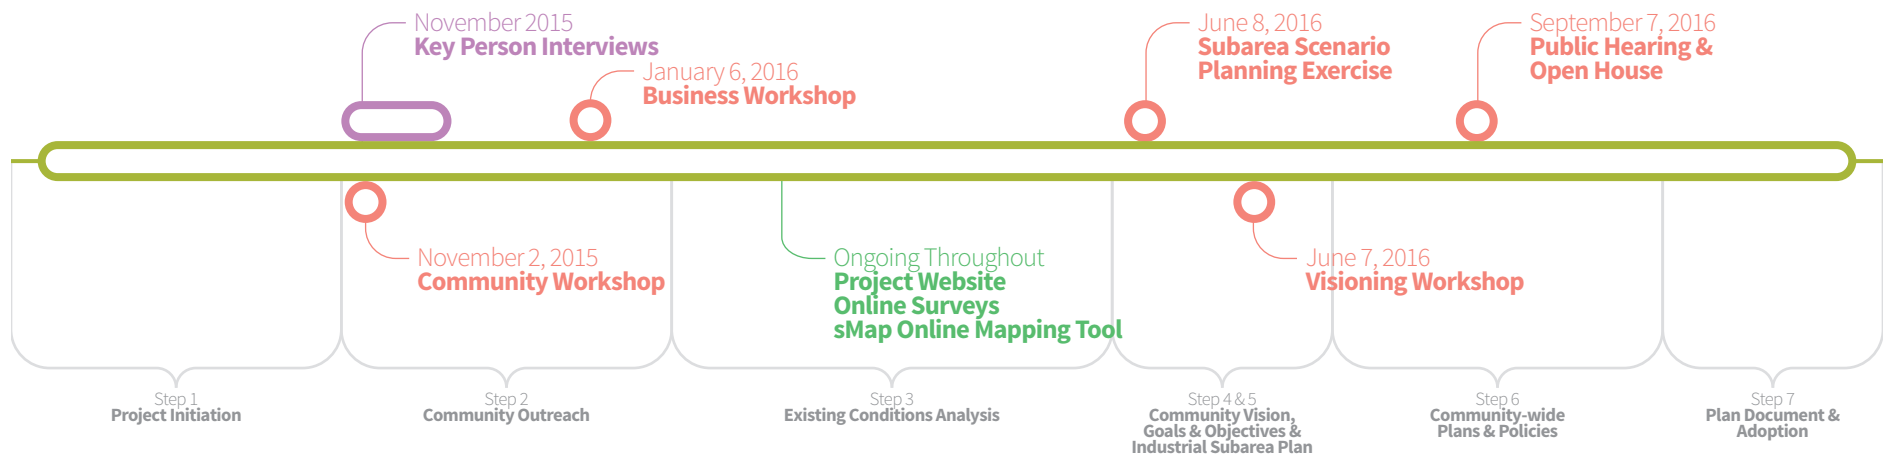 November 2015
Key Person Interviews
January 6, 2016
Business Workshop
June 8, 2016
Subarea Scenario
Planning Exercise
September 7, 2016
Public Hearing &
Open House
November 2, 2015
Community Workshop
Ongoing Throughout
Project Website
Online Surveys
sMap Online Mapping Tool
June 7, 2016
Visioning Workshop
Step 1
Project Initiation
Step 2
Community Outreach
Step 3
Existing Conditions Analysis
Step 4 & 5
Community Vision,
Goals & Objectives &
Industrial Subarea Plan
Step 6
Community-wide
Plans & Policies
Step 7
Plan Document &
Adoption